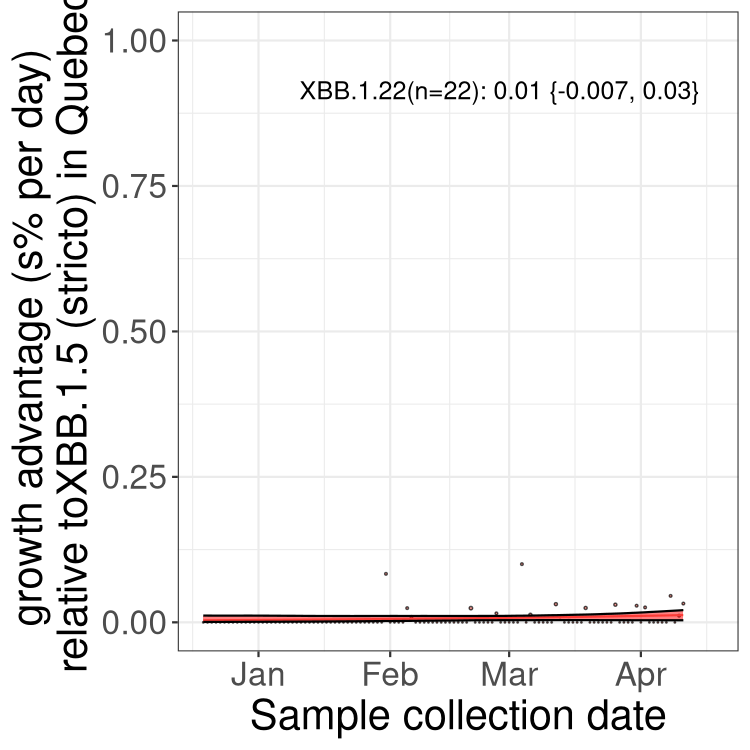 growth advantage (s% per day)
relative toXBB.1.5 (stricto) in Quebec
1.00
0.75
0.50
0.25
0.00
XBB.1.22(n=22): 0.01 {-0.007, 0.03}
Jan Feb Mar Apr
Sample collection date